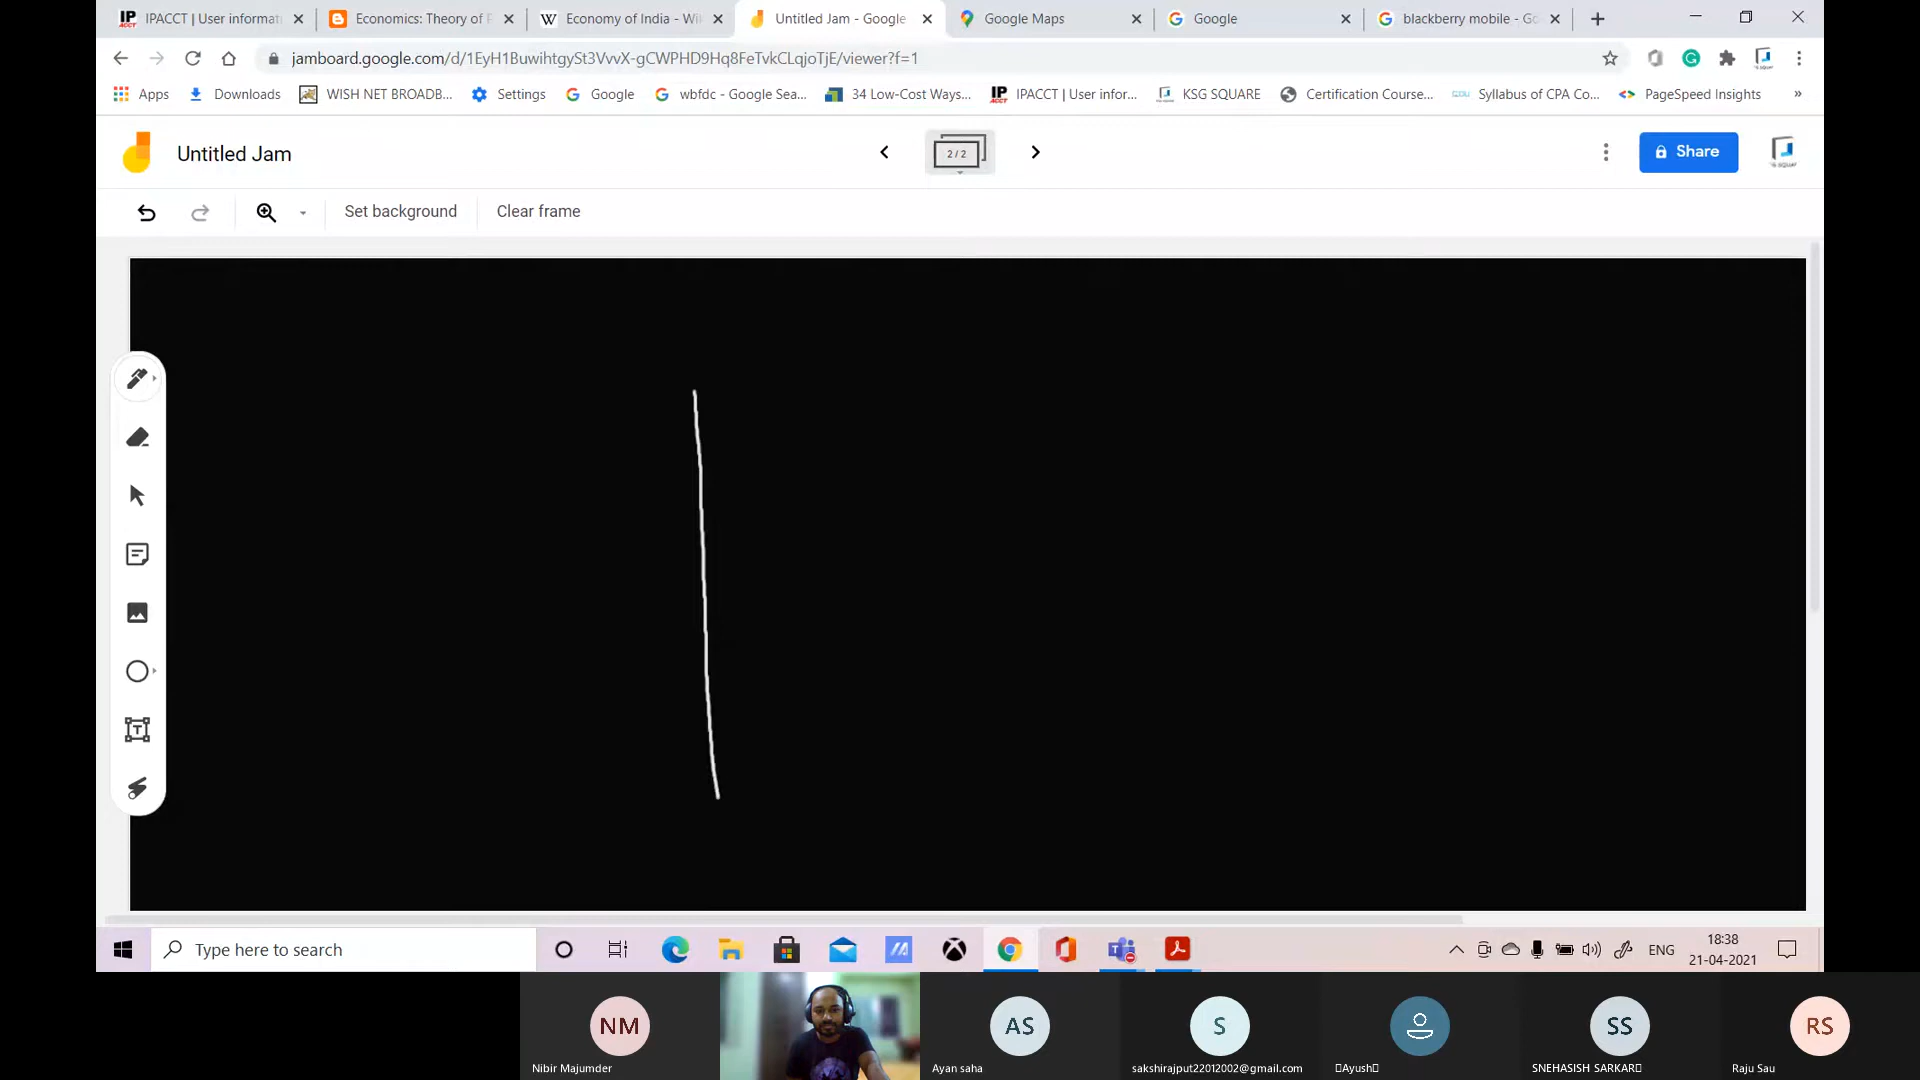 IPACCT | User informati
Economics: Theory of P
Economy of India - Wik
Untitled Jam - Google
Google Maps
Google
blackberry mobile - Go
jamboard.google.com/d/1EyH1BuwihtgySt3VvvX-gCWPHD9Hq8FeTvkCLqjoTjE/viewer?f=1
Apps
Downloads
WISH NET BROADB...
Settings
Google
wbfdc - Google Sea...
34 Low-Cost Ways...
IPACCT | User infor...
KSG SQUARE
Certification Course...
Syllabus of CPA Co...
PageSpeed Insights
Untitled Jam
2 / 2
Share
Set background
Clear frame
Type here to search
ENG
18:38
21-04-2021
NM
AS
S
SS
RS
Nibir Majumder
Ayan saha
sakshirajput22012002@gmail.com
Ayush
SNEHASISH SARKAR
Raju Sau